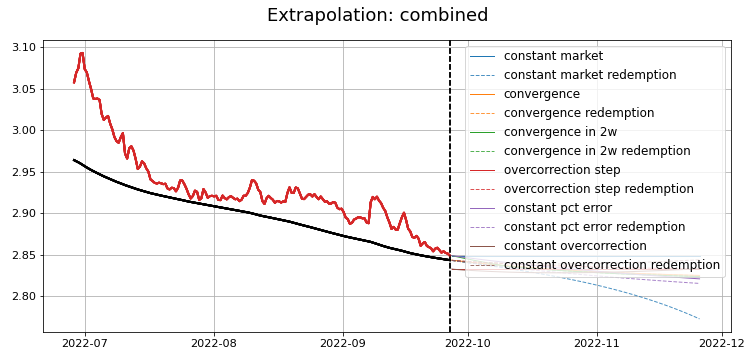 Extrapolation: combined
3.10
3.05
3.00
2.95
2.90
2.85
2.80
constant market
constant market redemption
convergence
convergence redemption
convergence in 2w
convergence in 2w redemption
overcorrection step
overcorrection step redemption
constant pct error
constant pct error redemption
constant overcorrection
constant overcorrection redemption
2022-07
2022-08
2022-09
2022-10
2022-11
2022-12